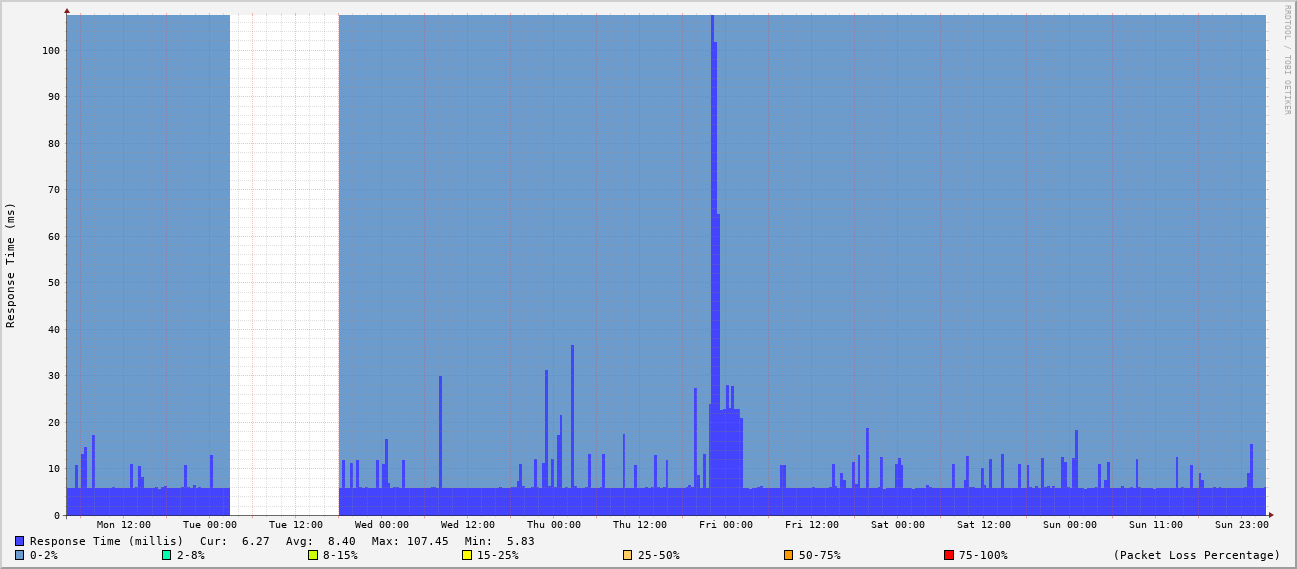 RRDTOOL / TOBI OETIKER
Response Time (ms)
100
90
80
70
60
50
40
30
20
10
0
Mon 12:00 Tue 00:00 Tue 12:00 Wed 00:00 Wed 12:00 Thu 00:00 Thu 12:00 Fri 00:00 Fri 12:00 Sat 00:00 Sat 12:00 Sun 00:00 Sun 11:00 Sun 23:00
Response Time (millis) Cur: 6.27 Avg: 8.40 Max: 107.45 Min: 5.83
0-2% 2-8% 8-15% 15-25% 25-50% 50-75% 75-100% (Packet Loss Percentage)